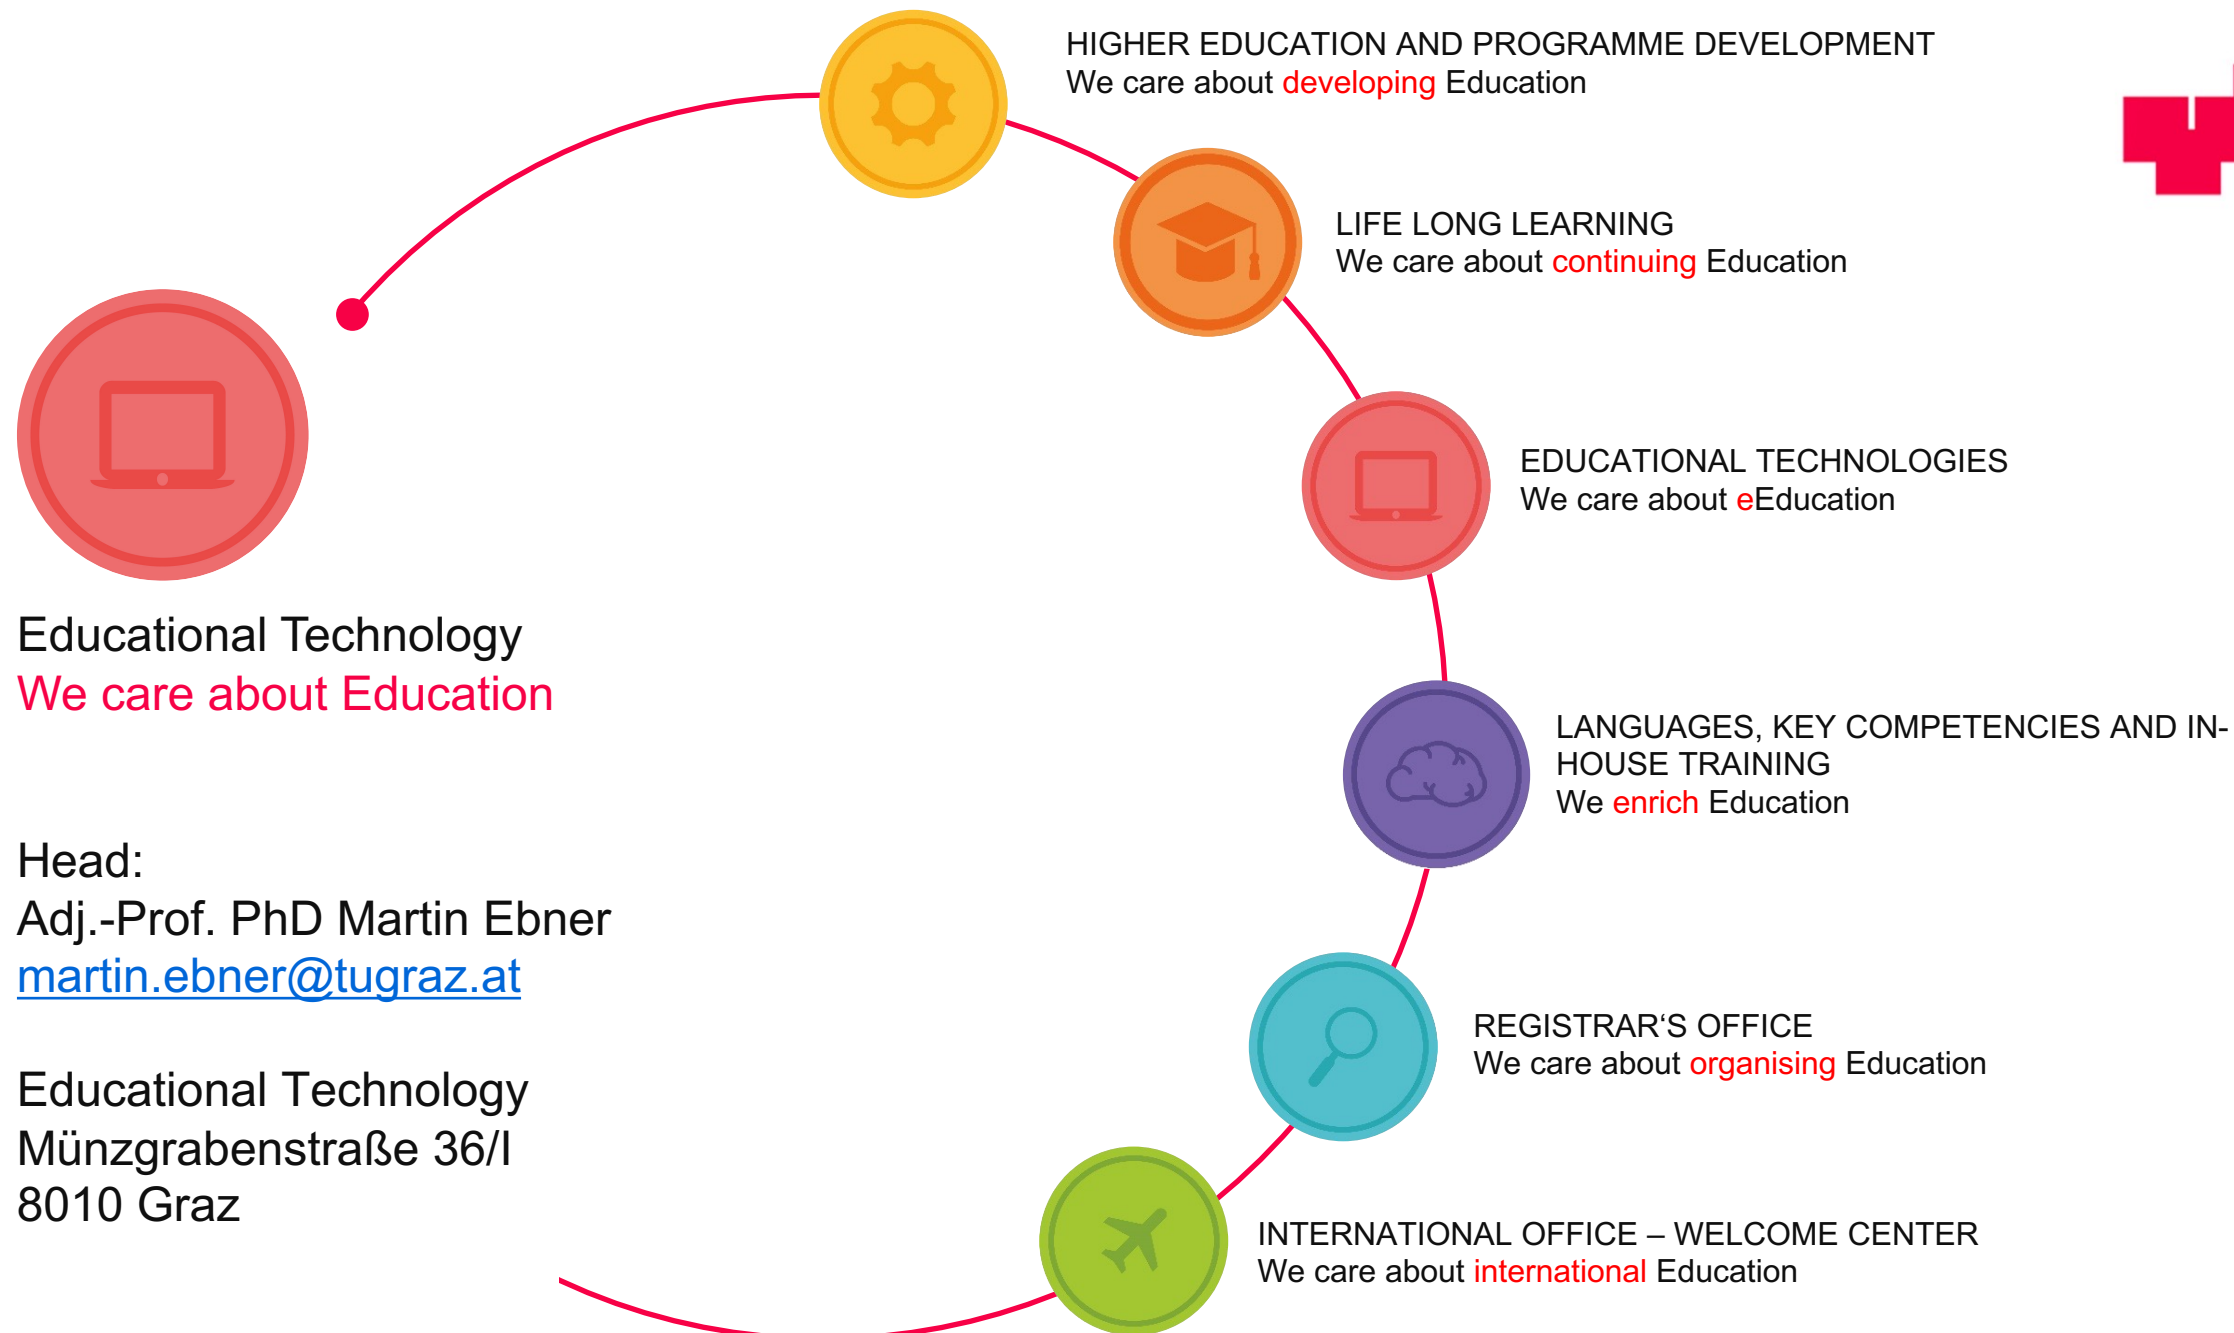 HIGHER EDUCATION AND PROGRAMME DEVELOPMENT
We care about developing Education
LIFE LONG LEARNING
We care about continuing Education
EDUCATIONAL TECHNOLOGIES
We care about eEducation
Educational Technology
We care about Education
LANGUAGES, KEY COMPETENCIES AND IN-
HOUSE TRAINING
We enrich Education
Head:
Adj.-Prof. PhD Martin Ebner
martin.ebner@tugraz.at
REGISTRAR‘S OFFICE
We care about organising Education
Educational Technology
Münzgrabenstraße 36/I
8010 Graz
INTERNATIONAL OFFICE – WELCOME CENTER
We care about international Education